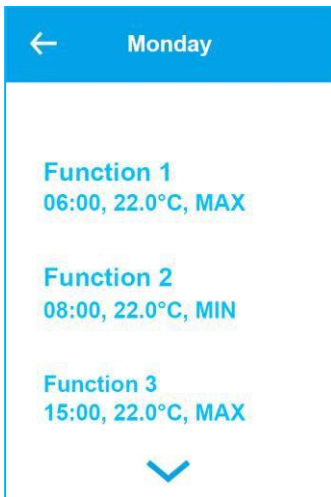 Monday
Function 1
06:00, 22.0°C, MAX
Function 2
08:00, 22.0°C, MIN
Function 3
15:00, 22.0°C, MAX